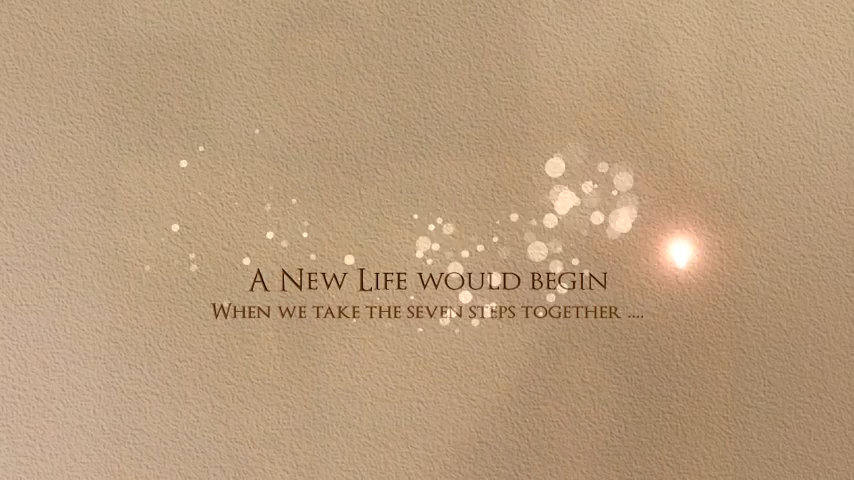 A New Life would begin
When we take the seven steps together ....